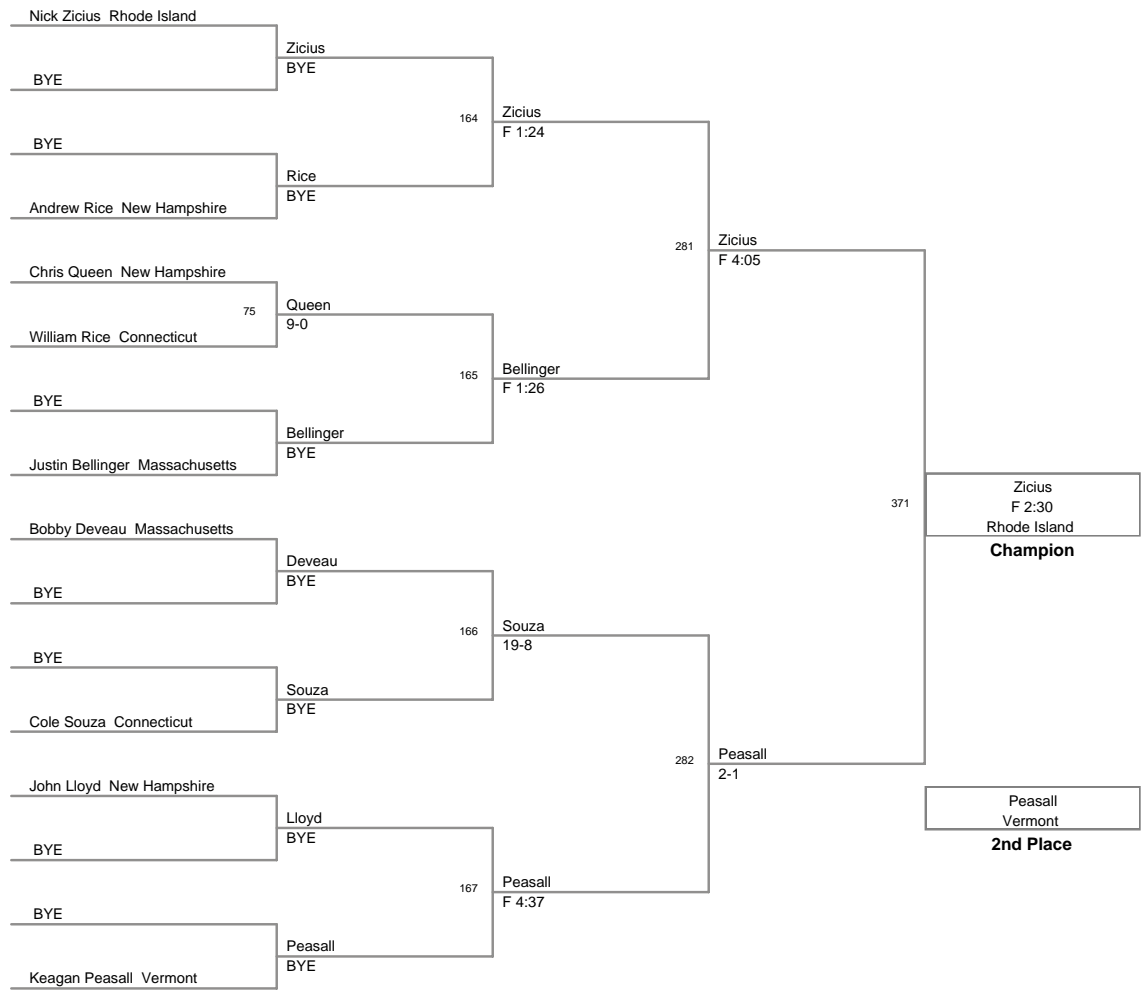 Nick Zicius  Rhode Island
Zicius
BYE
BYE
164
Zicius
F 1:24
BYE
Rice
BYE
Andrew Rice  New Hampshire
281
Zicius
F 4:05
Chris Queen  New Hampshire
75
Queen
9-0
William Rice  Connecticut
165
Bellinger
F 1:26
BYE
Bellinger
BYE
Justin Bellinger  Massachusetts
371
Zicius
F 2:30
Rhode Island
Champion
Bobby Deveau  Massachusetts
Deveau
BYE
BYE
166
Souza
19-8
BYE
Souza
BYE
Cole Souza  Connecticut
282
Peasall
2-1
John Lloyd  New Hampshire
Lloyd
BYE
BYE
167
Peasall
F 4:37
BYE
Peasall
BYE
Keagan Peasall  Vermont
Peasall
Vermont
2nd Place